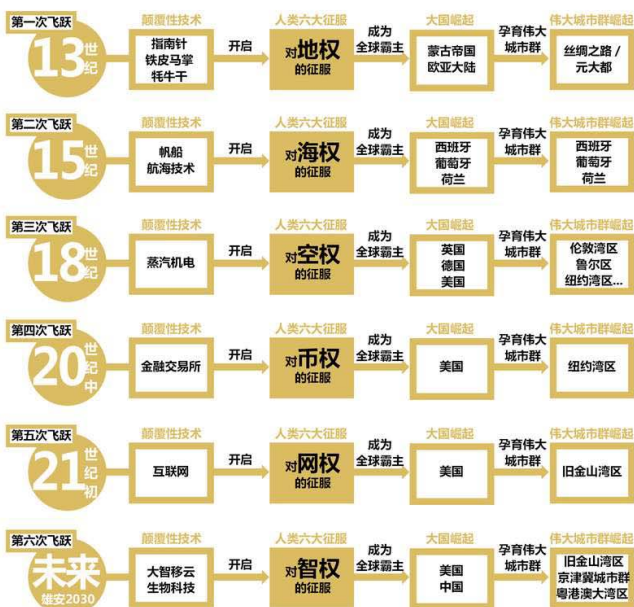 第一次飞跃
13世纪
颠覆性技术
指南针
铁皮马掌
牦牛干
开启
人类六大征服
对地权
的征服
成为
全球霸主
大国崛起
蒙古帝国
欧亚大陆
孕育伟大
城市群
伟大城市群崛起
丝绸之路 /
元大都
第二次飞跃
15世纪
颠覆性技术
帆船
航海技术
开启
人类六大征服
对海权
的征服
成为
全球霸主
大国崛起
西班牙
葡萄牙
荷兰
孕育伟大
城市群
伟大城市群崛起
西班牙
葡萄牙
荷兰
第三次飞跃
18世纪
颠覆性技术
蒸汽机电
开启
人类六大征服
对空权
的征服
成为
全球霸主
大国崛起
英国
德国
美国
孕育伟大
城市群
伟大城市群崛起
伦敦湾区
鲁尔区
纽约湾区...
第四次飞跃
20世纪中
颠覆性技术
金融交易所
开启
人类六大征服
对币权
的征服
成为
全球霸主
大国崛起
美国
孕育伟大
城市群
伟大城市群崛起
纽约湾区
第五次飞跃
21世纪初
颠覆性技术
互联网
开启
人类六大征服
对网权
的征服
成为
全球霸主
大国崛起
美国
孕育伟大
城市群
伟大城市群崛起
旧金山湾区
第六次飞跃
未来
雄安2030
颠覆性技术
大智移云
生物科技
开启
人类六大征服
对智权
的征服
成为
全球霸主
大国崛起
美国
中国
孕育伟大
城市群
伟大城市群崛起
旧金山湾区
京津冀城市群
粤港澳大湾区